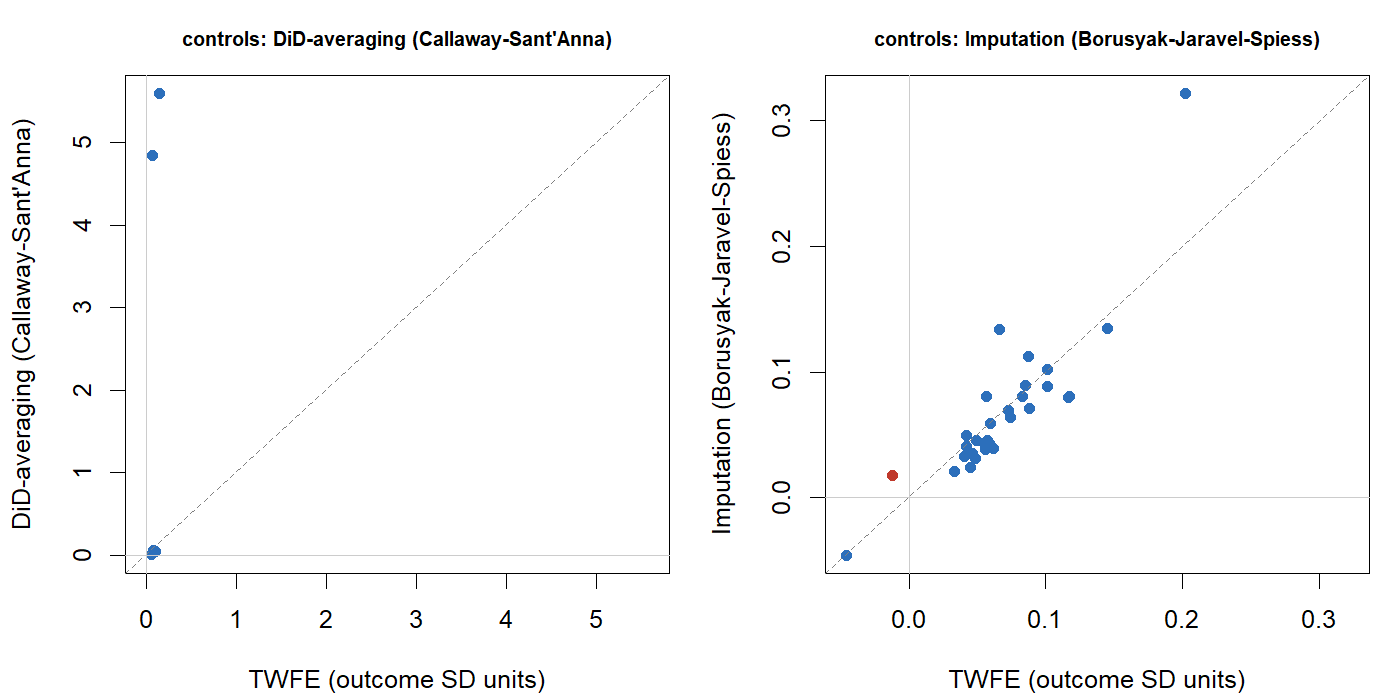 controls: DiD-averaging (Callaway-Sant'Anna)
DiD-averaging (Callaway-Sant'Anna)
5
4
3
2
1
0
0 1 2 3 4 5
TWFE (outcome SD units)
controls: Imputation (Borusyak-Jaravel-Spiess)
Imputation (Borusyak-Jaravel-Spiess)
0.3
0.2
0.1
0.0
0.0 0.1 0.2 0.3
TWFE (outcome SD units)